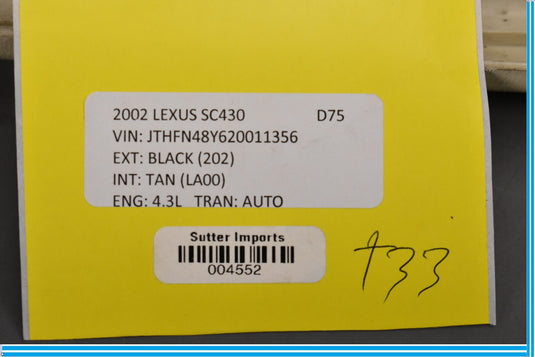 2002 LEXUS SC430 D75
VIN: JTHFN48Y620011356
EXT: BLACK (202)
INT: TAN (LA00)
ENG: 4.3L TRAN: AUTO
Sutter Imports
004552
+33